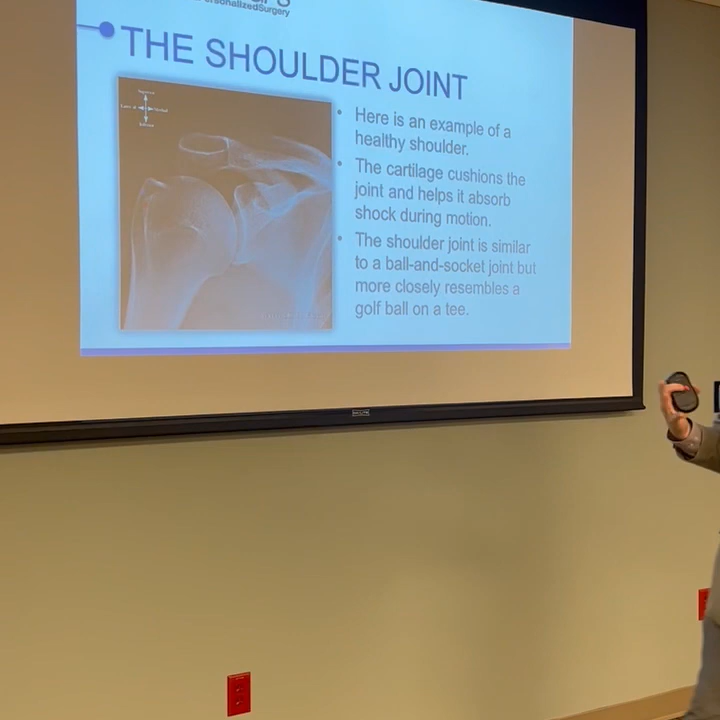 PersonalizedSurgery
THE SHOULDER JOINT
• Here is an example of a
healthy shoulder.
• The cartilage cushions the
joint and helps it absorb
shock during motion.
• The shoulder joint is similar
to a ball-and-socket joint but
more closely resembles a
golf ball on a tee.